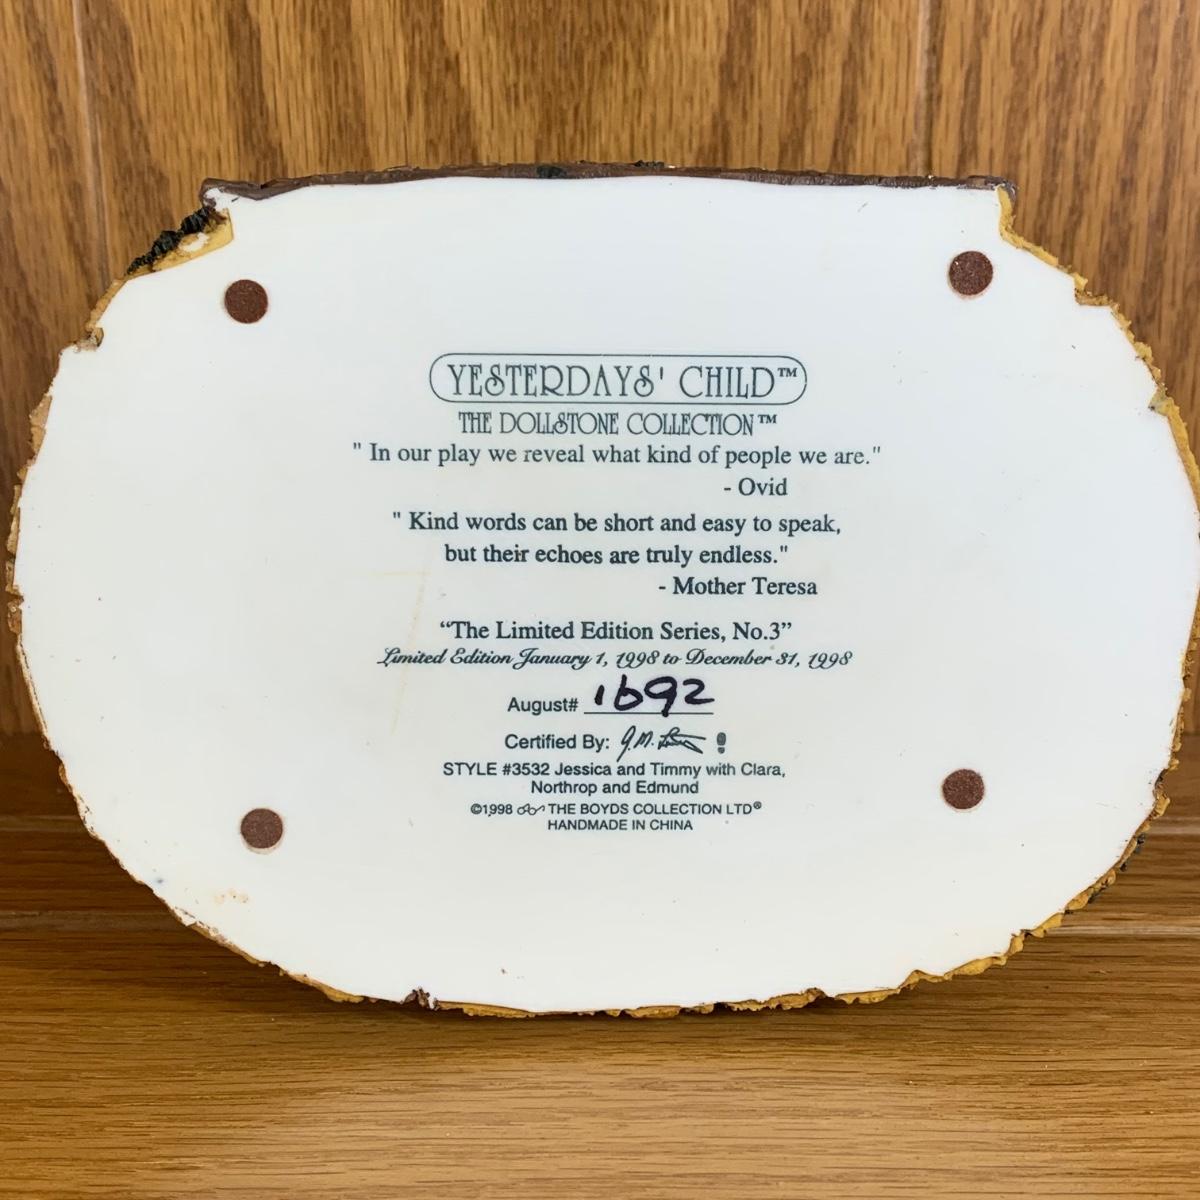 YESTERDAYS' CHILD™
THE DOLLSTONE COLLECTION™
" In our play we reveal what kind of people we are."
- Ovid
" Kind words can be short and easy to speak,
but their echoes are truly endless."
- Mother Teresa
“The Limited Edition Series, No.3”
Limited Edition January 1, 1998 to December 31, 1998
August# 1692
Certified By: G.M.
STYLE #3532 Jessica and Timmy with Clara,
Northrop and Edmund
©1998 THE BOYDS COLLECTION LTD®
HANDMADE IN CHINA